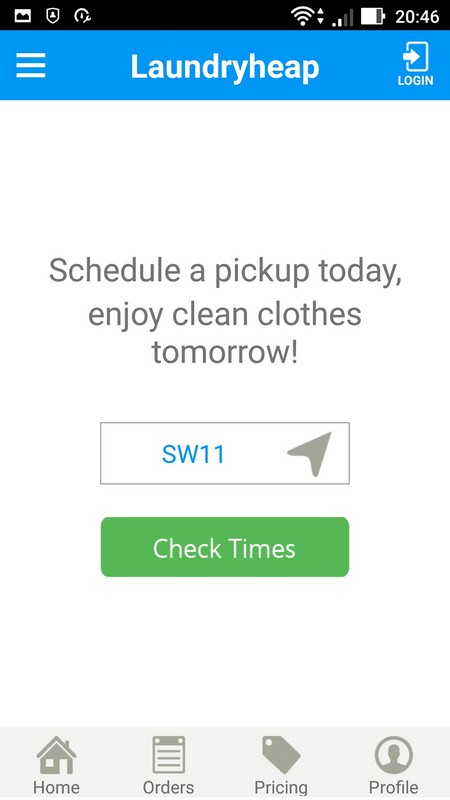 20:46
Laundryheap
LOGIN
Schedule a pickup today,
enjoy clean clothes
tomorrow!
SW11
Check Times
Home Orders Pricing Profile